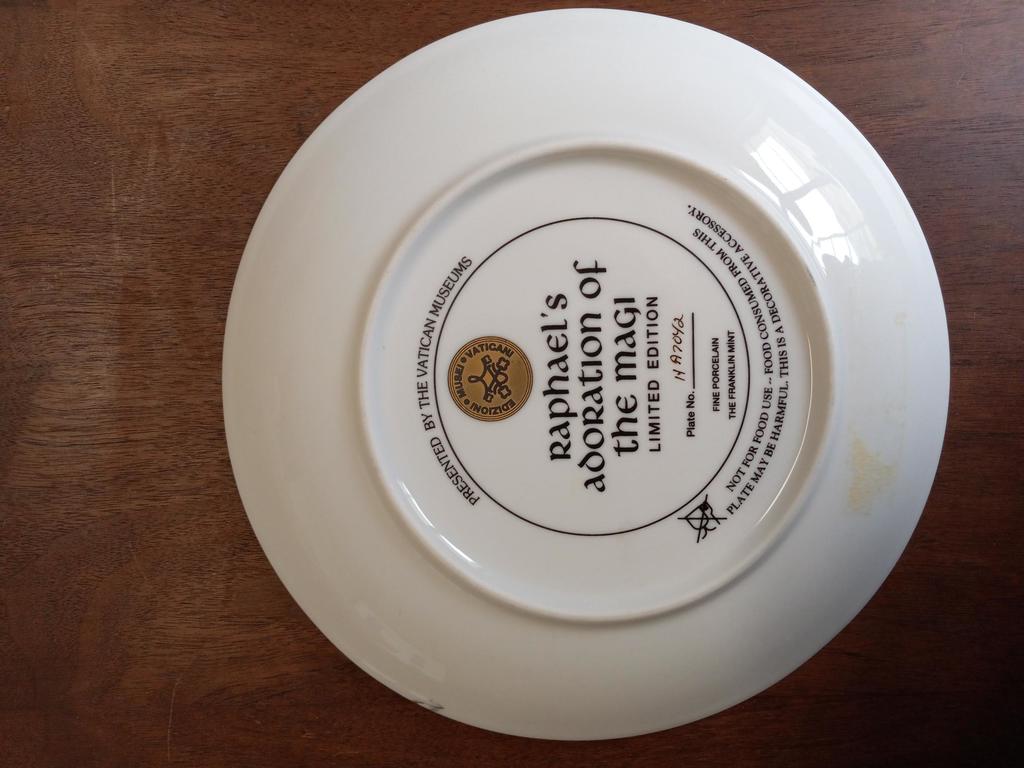 PRESENTED BY THE VATICAN MUSEUMS
EDIZIONI • MUSEI • VATICANI
Raphael's
adoration of
the magi
LIMITED EDITION
Plate No. HA7042
FINE PORCELAIN
THE FRANKLIN MINT
NOT FOR FOOD USE -- FOOD CONSUMED FROM THIS
PLATE MAY BE HARMFUL. THIS IS A DECORATIVE ACCESSORY.